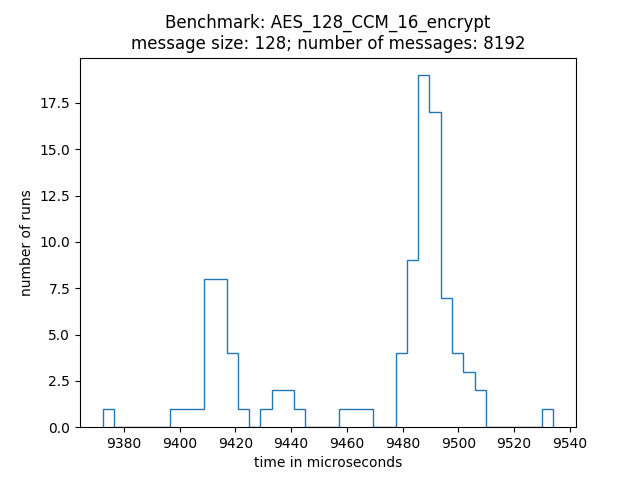 Benchmark: AES_128_CCM_16_encrypt
message size: 128; number of messages: 8192
17.5
15.0
12.5
10.0
7.5
5.0
2.5
0.0
number of runs
9380 9400 9420 9440 9460 9480 9500 9520 9540
time in microseconds